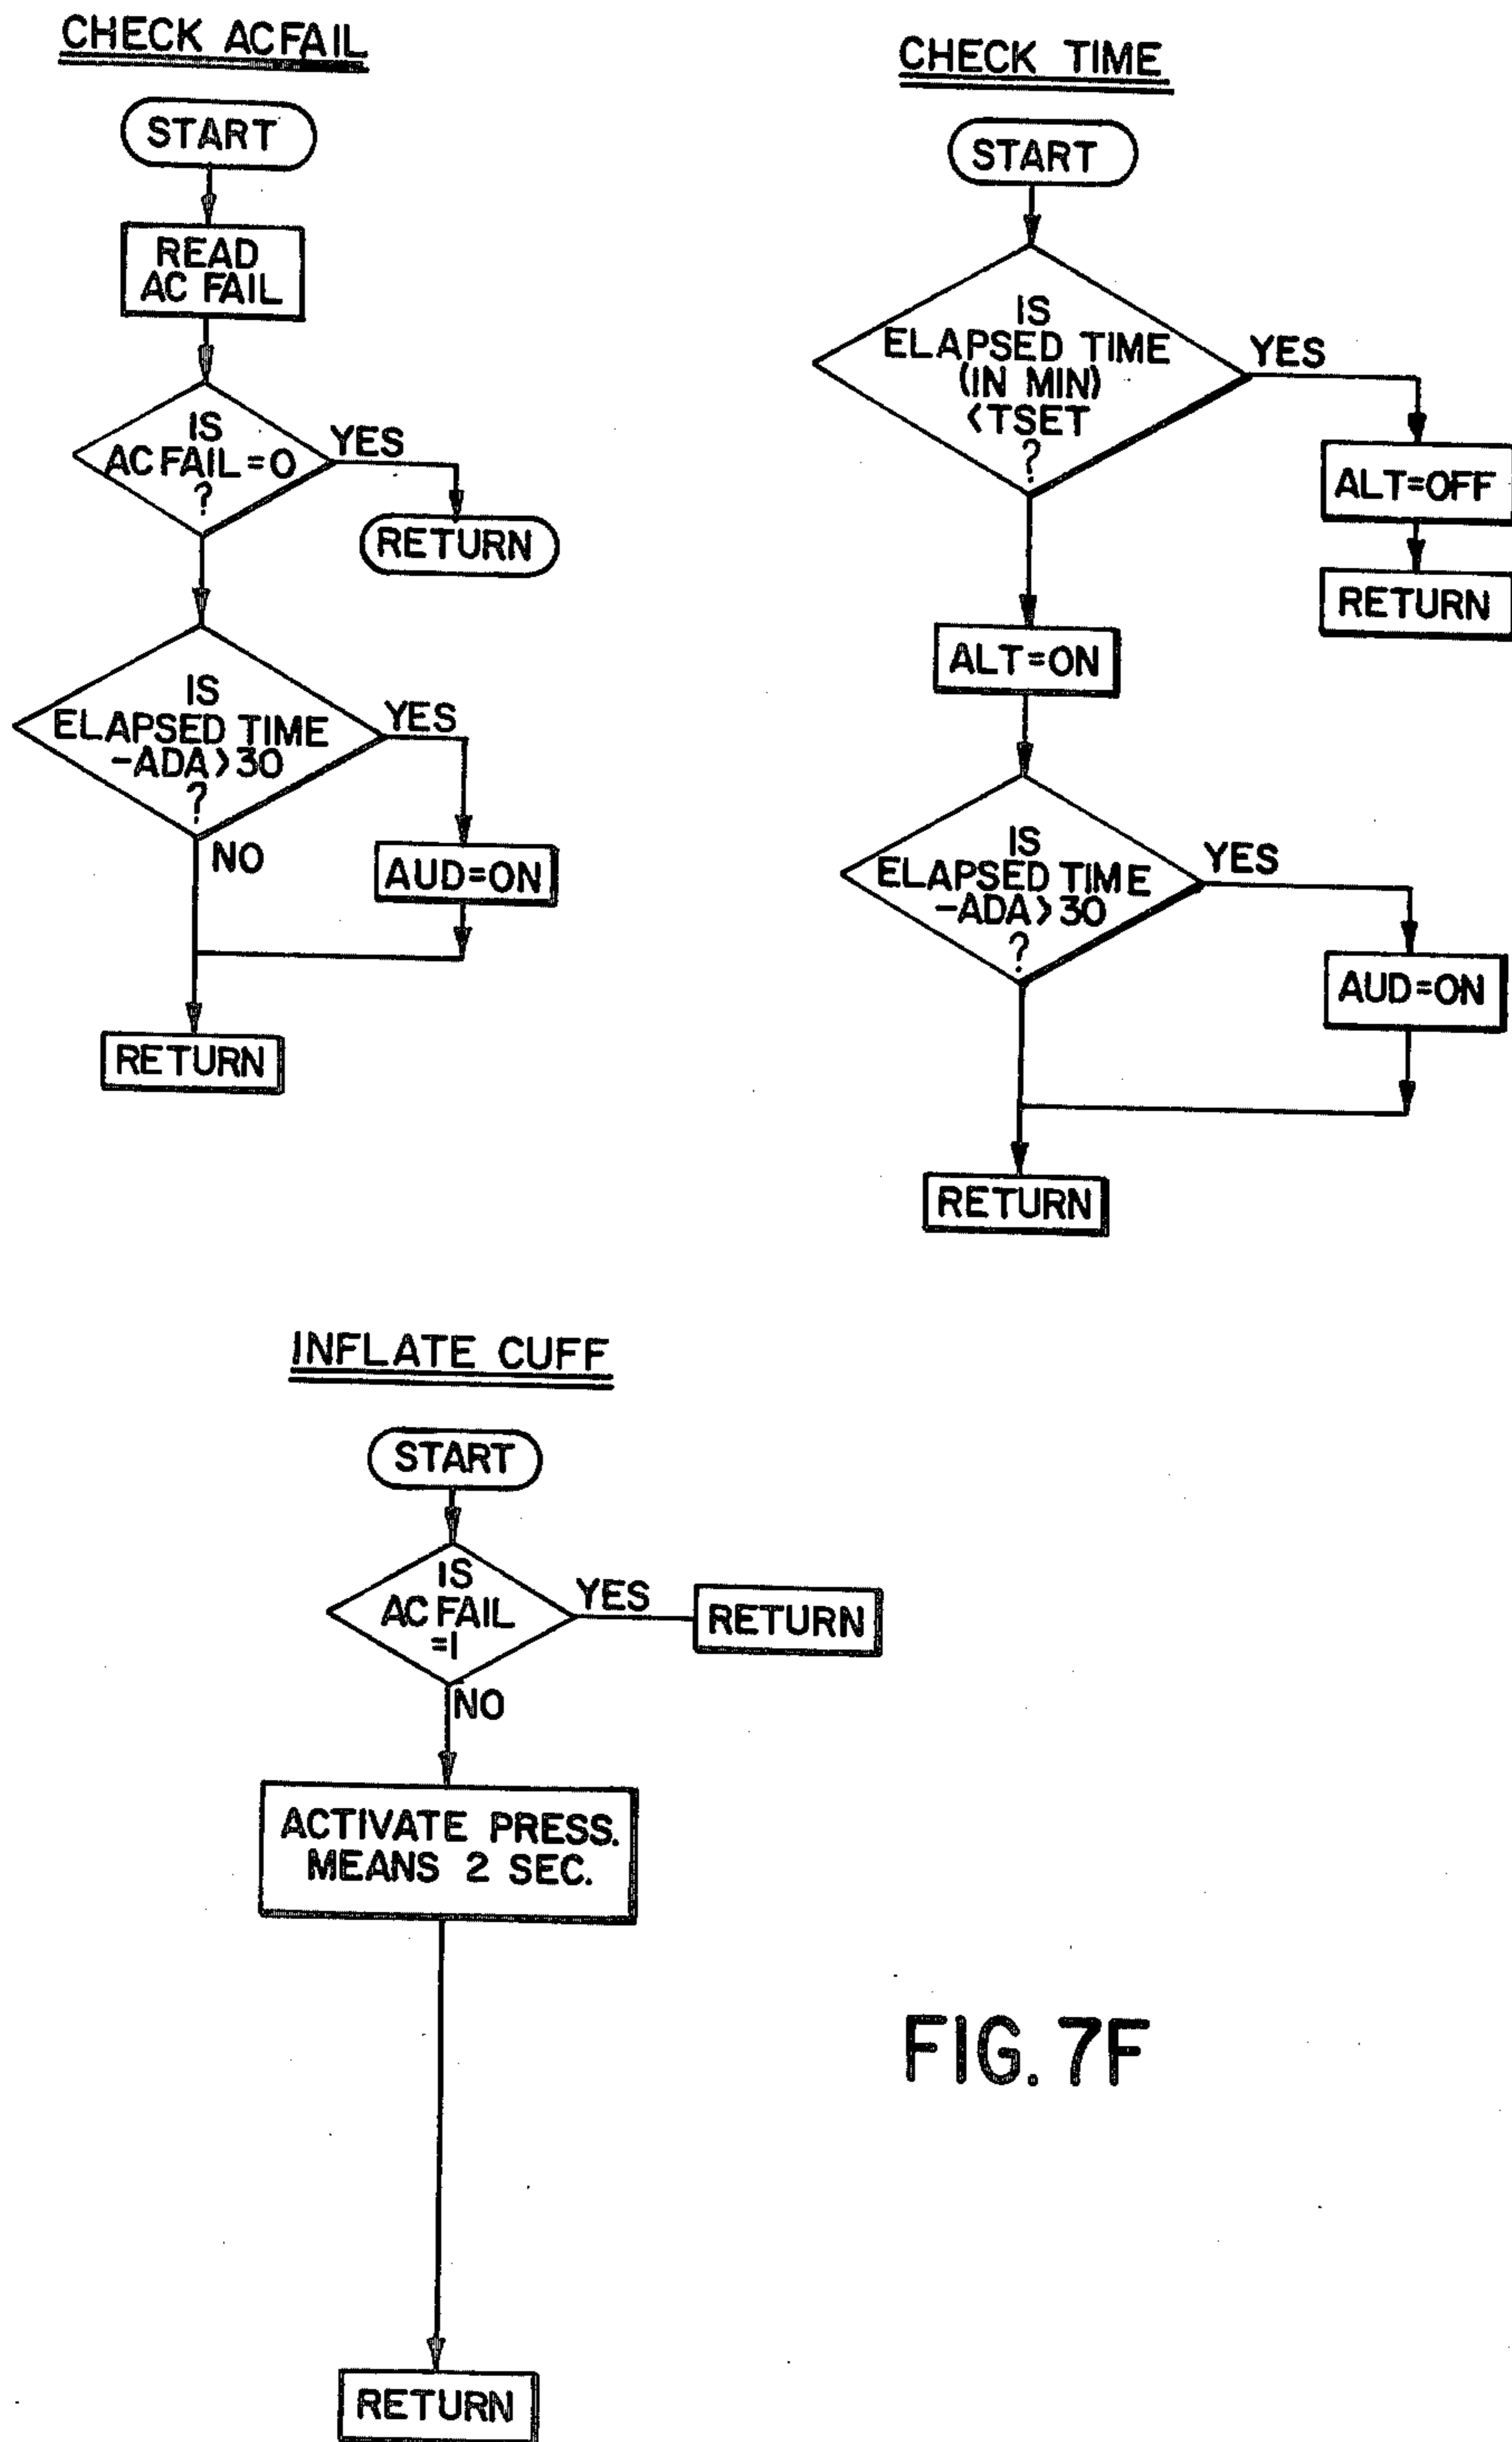 CHECK ACFAIL
START
READ
AC FAIL
IS
AC FAIL=0
?
YES
RETURN
IS
ELAPSED TIME
-ADA>30
?
YES
NO
AUD=ON
RETURN
CHECK TIME
START
IS
ELAPSED TIME
(IN MIN)
<TSET
?
YES
ALT=OFF
RETURN
ALT=ON
IS
ELAPSED TIME
-ADA>30
?
YES
AUD=ON
RETURN
INFLATE CUFF
START
IS
AC FAIL
=1
YES
RETURN
NO
ACTIVATE PRESS.
MEANS 2 SEC.
RETURN
FIG. 7F